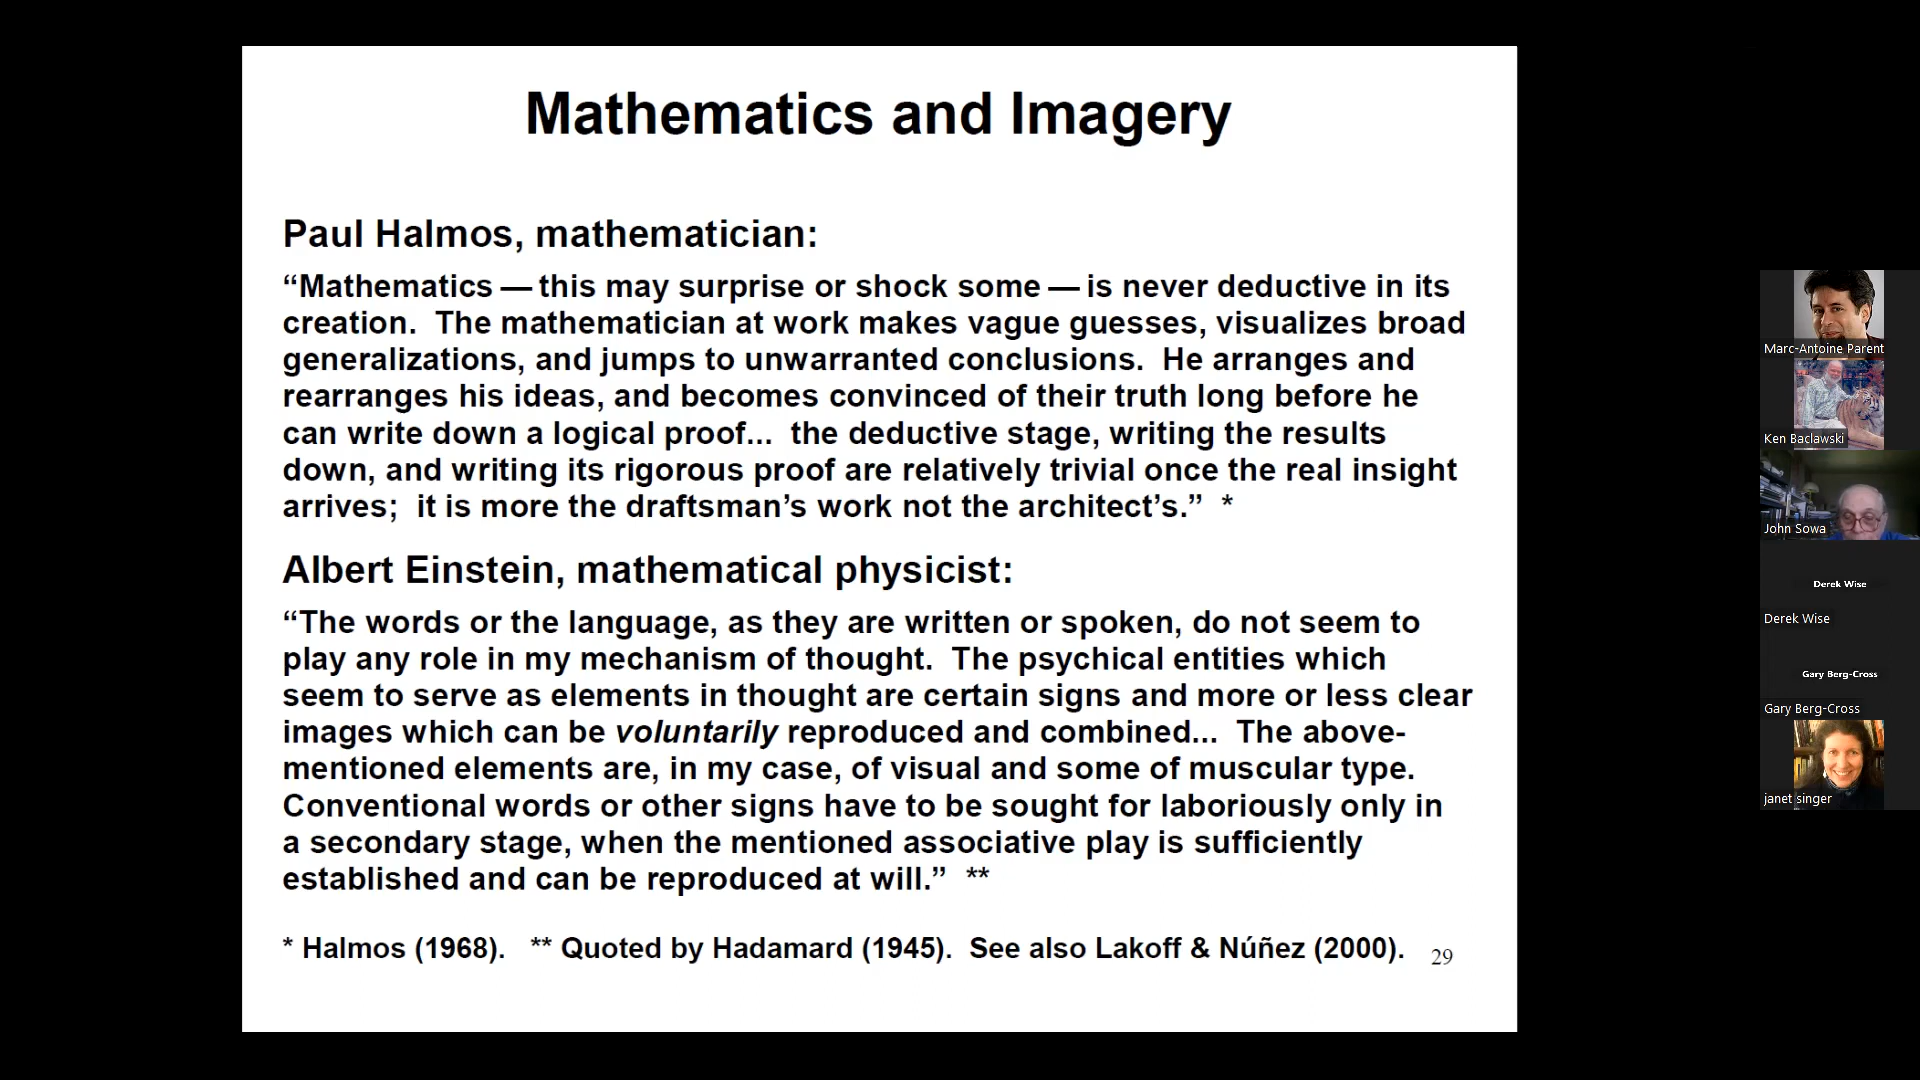 Mathematics and Imagery
Paul Halmos, mathematician:
“Mathematics — this may surprise or shock some — is never deductive in its
creation.  The mathematician at work makes vague guesses, visualizes broad
generalizations, and jumps to unwarranted conclusions.  He arranges and
rearranges his ideas, and becomes convinced of their truth long before he
can write down a logical proof...  the deductive stage, writing the results
down, and writing its rigorous proof are relatively trivial once the real insight
arrives;  it is more the draftsman’s work not the architect’s.”  *
Albert Einstein, mathematical physicist:
“The words or the language, as they are written or spoken, do not seem to
play any role in my mechanism of thought.  The psychical entities which
seem to serve as elements in thought are certain signs and more or less clear
images which can be voluntarily reproduced and combined...  The above-
mentioned elements are, in my case, of visual and some of muscular type.
Conventional words or other signs have to be sought for laboriously only in
a secondary stage, when the mentioned associative play is sufficiently
established and can be reproduced at will.”  **
* Halmos (1968).   ** Quoted by Hadamard (1945).  See also Lakoff & Núñez (2000).
29
Marc-Antoine Parent
Ken Baclawski
John Sowa
Derek Wise
Derek Wise
Gary Berg-Cross
Gary Berg-Cross
janet singer